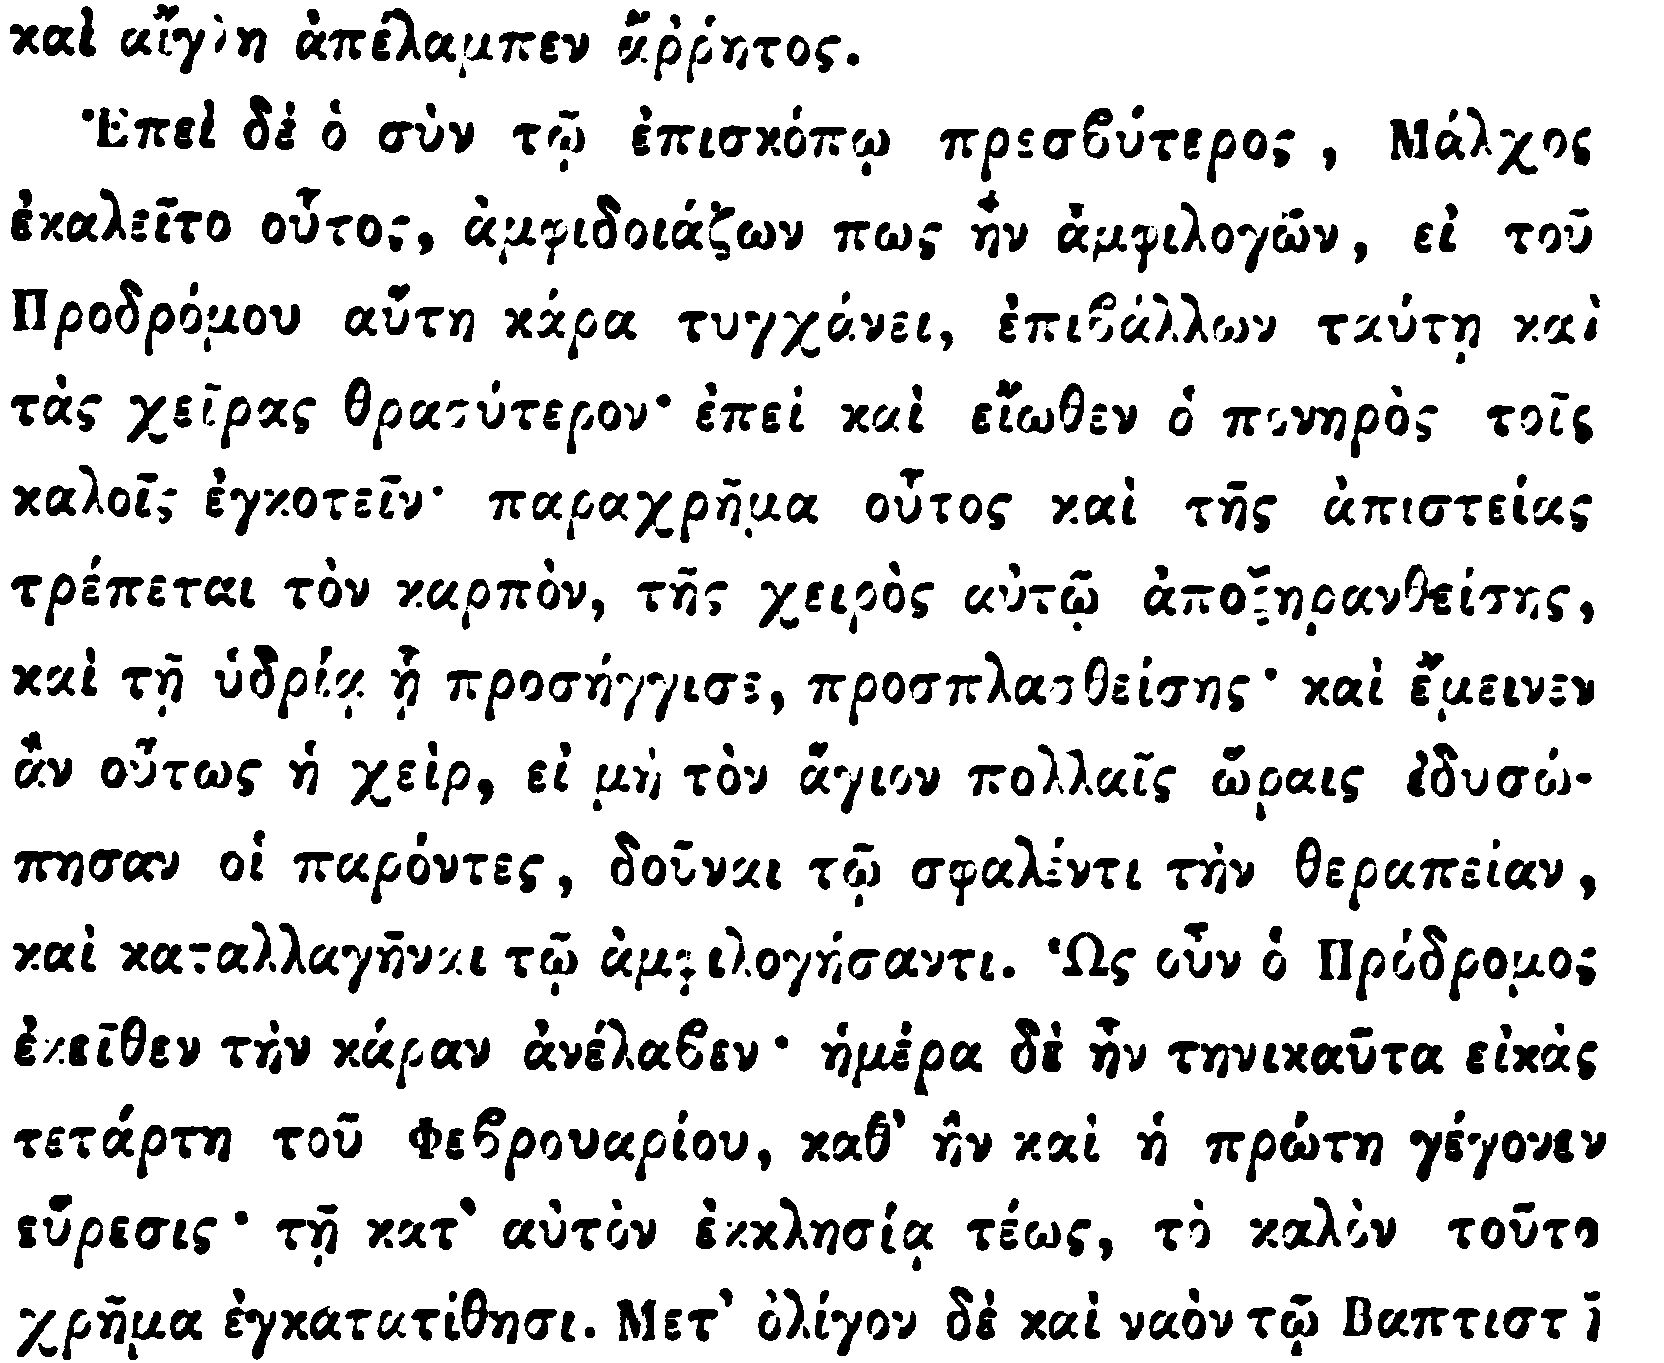 καὶ αἴγλη ἀπέλαμπεν ἄῤῥητος.
Ἐπεὶ δὲ ὁ σὺν τῷ ἐπισκόπῳ πρεσϐύτερος, Μάλχος
ἐκαλεῖτο οὗτος, ἀμφιδοιάζων πως ἦν ἀμφιλογῶν, εἰ τοῦ
Προδρόμου αὕτη κάρα τυγχάνει, ἐπιϐάλλων ταύτῃ καὶ
τὰς χεῖρας θρασύτερον· ἐπεὶ καὶ εἴωθεν ὁ πονηρὸς τοῖς
καλοῖς ἐγκοτεῖν· παραχρῆμα οὗτος καὶ τῆς ἀπιστείας
τρέπεται τὸν καρπὸν, τῆς χειρὸς αὐτῷ ἀποξηρανθείσης,
καὶ τῇ ὑδρίᾳ ᾗ προσήγγισε, προσπλασθείσης· καὶ ἔμεινεν
ἂν οὕτως ἡ χεὶρ, εἰ μὴ τὸν ἅγιον πολλαῖς ὥραις ἐδυσώ-
πησαν οἱ παρόντες, δοῦναι τῷ σφαλέντι τὴν θεραπείαν,
καὶ καταλλαγῆναι τῷ ἀμφιλογήσαντι. Ὡς οὖν ὁ Πρόδρομος
ἐκεῖθεν τὴν κάραν ἀνέλαϐεν· ἡμέρα δὲ ἦν τηνικαῦτα εἰκὰς
τετάρτη τοῦ Φεϐρουαρίου, καθ’ ἣν καὶ ἡ πρώτη γέγονεν
εὕρεσις· τῇ κατ’ αὐτὸν ἐκκλησίᾳ τέως, τὸ καλὸν τοῦτο
χρῆμα ἐγκατατίθησι. Μετ’ ὀλίγον δὲ καὶ ναὸν τῷ Βαπτιστῇ